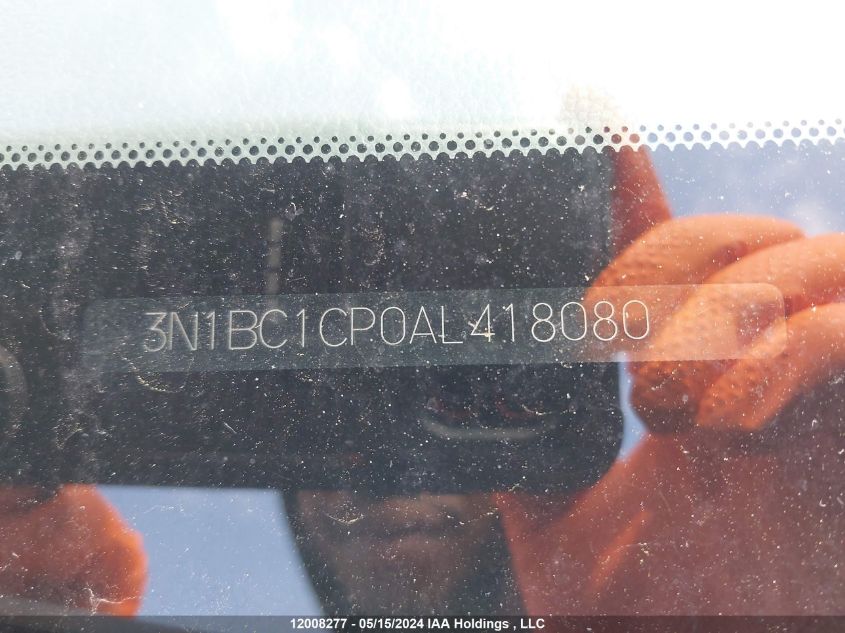 3N1BC1CP0AL418080
12008277 - 05/15/2024 IAA Holdings , LLC